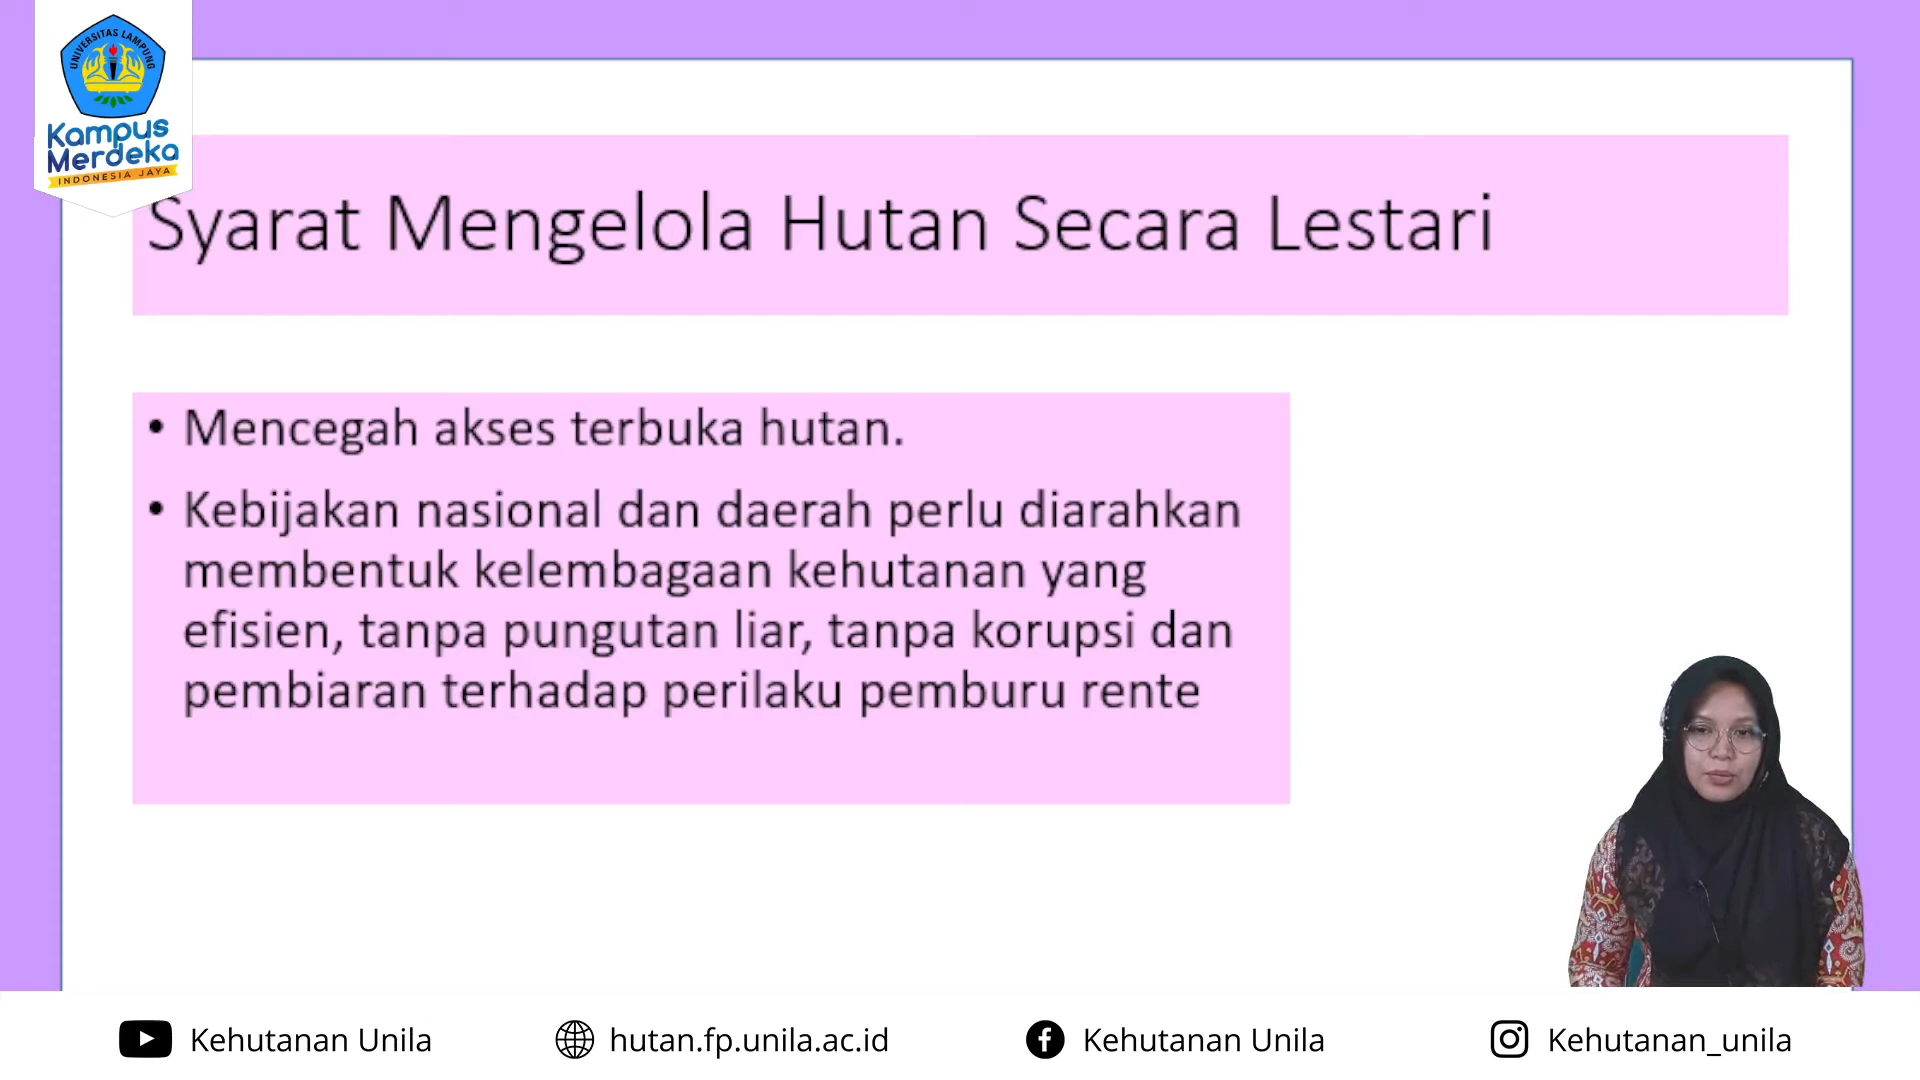 UNIVERSITAS LAMPUNG
Kampus
Merdeka
INDONESIA JAYA
Syarat Mengelola Hutan Secara Lestari
• Mencegah akses terbuka hutan.
• Kebijakan nasional dan daerah perlu diarahkan
membentuk kelembagaan kehutanan yang
efisien, tanpa pungutan liar, tanpa korupsi dan
pembiaran terhadap perilaku pemburu rente
Kehutanan Unila
hutan.fp.unila.ac.id
Kehutanan Unila
Kehutanan_unila